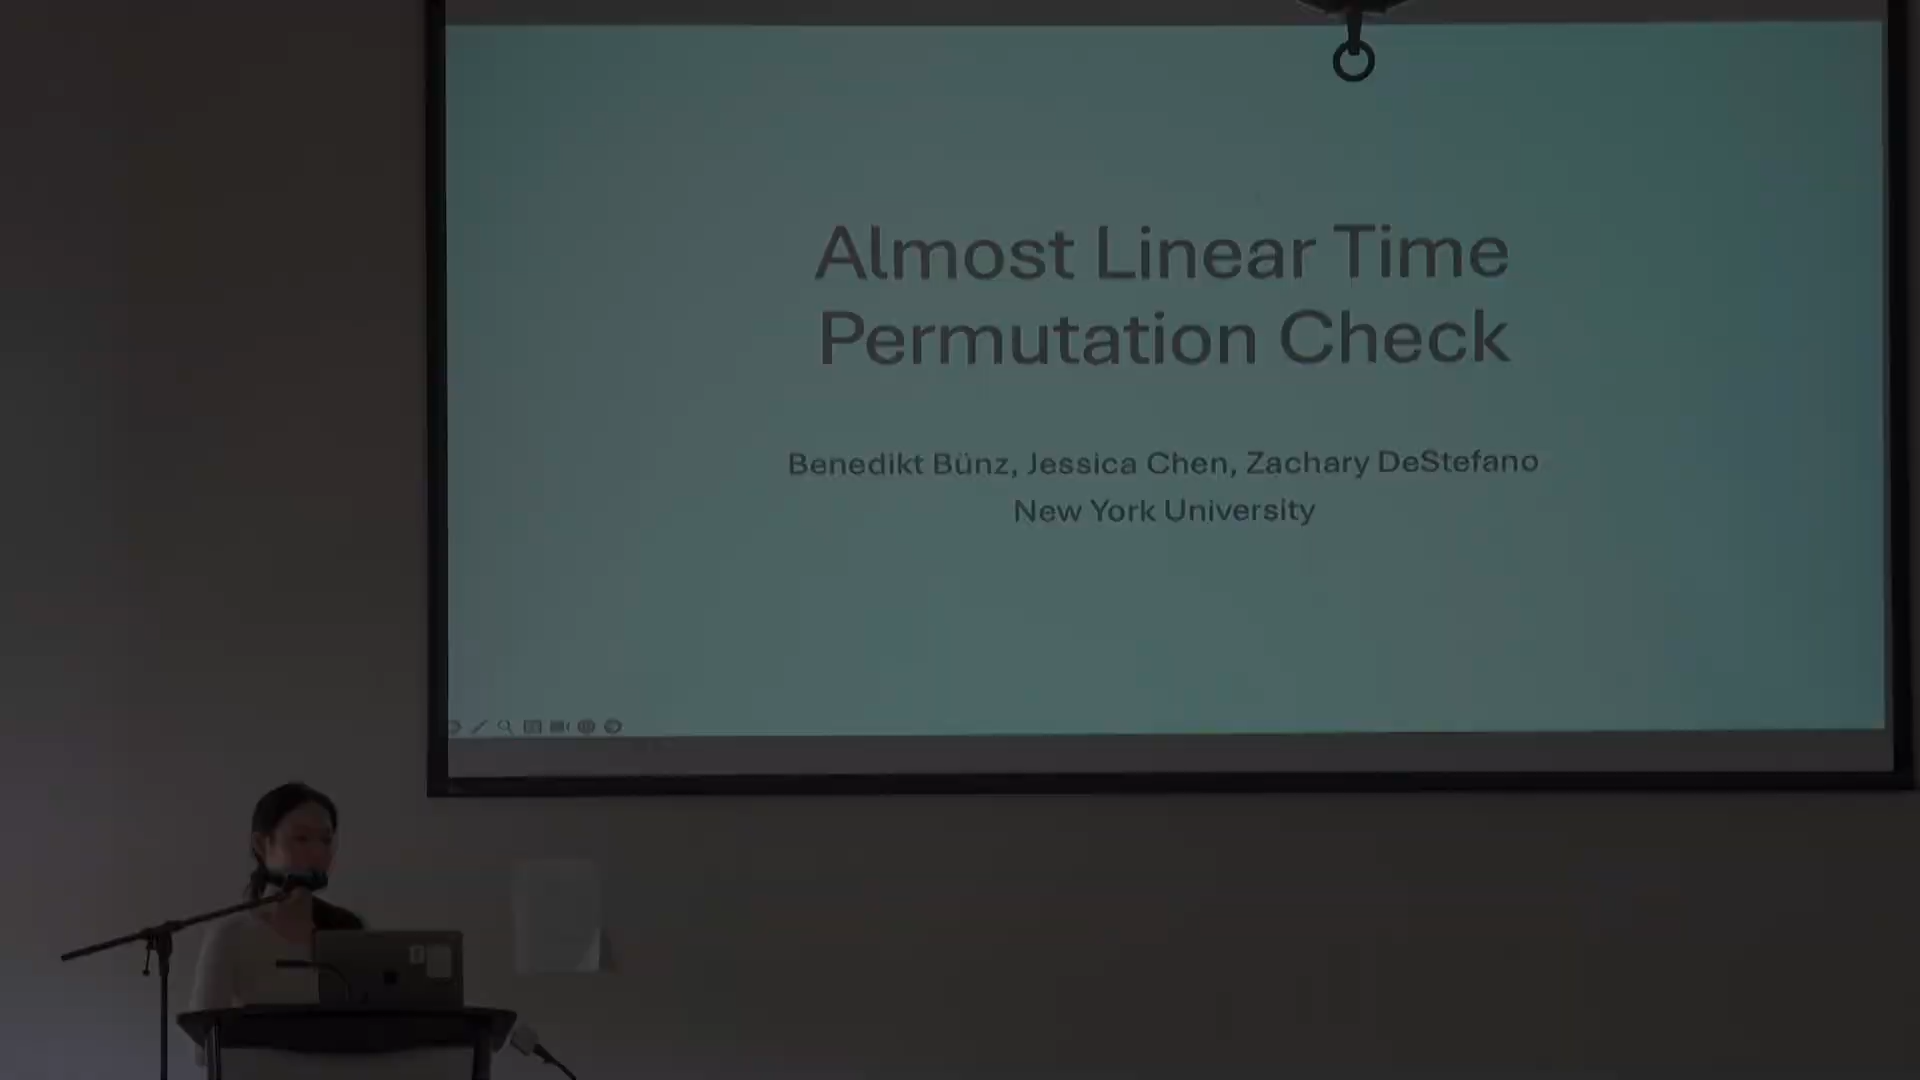 Almost Linear Time
Permutation Check
Benedikt Bünz, Jessica Chen, Zachary DeStefano
New York University